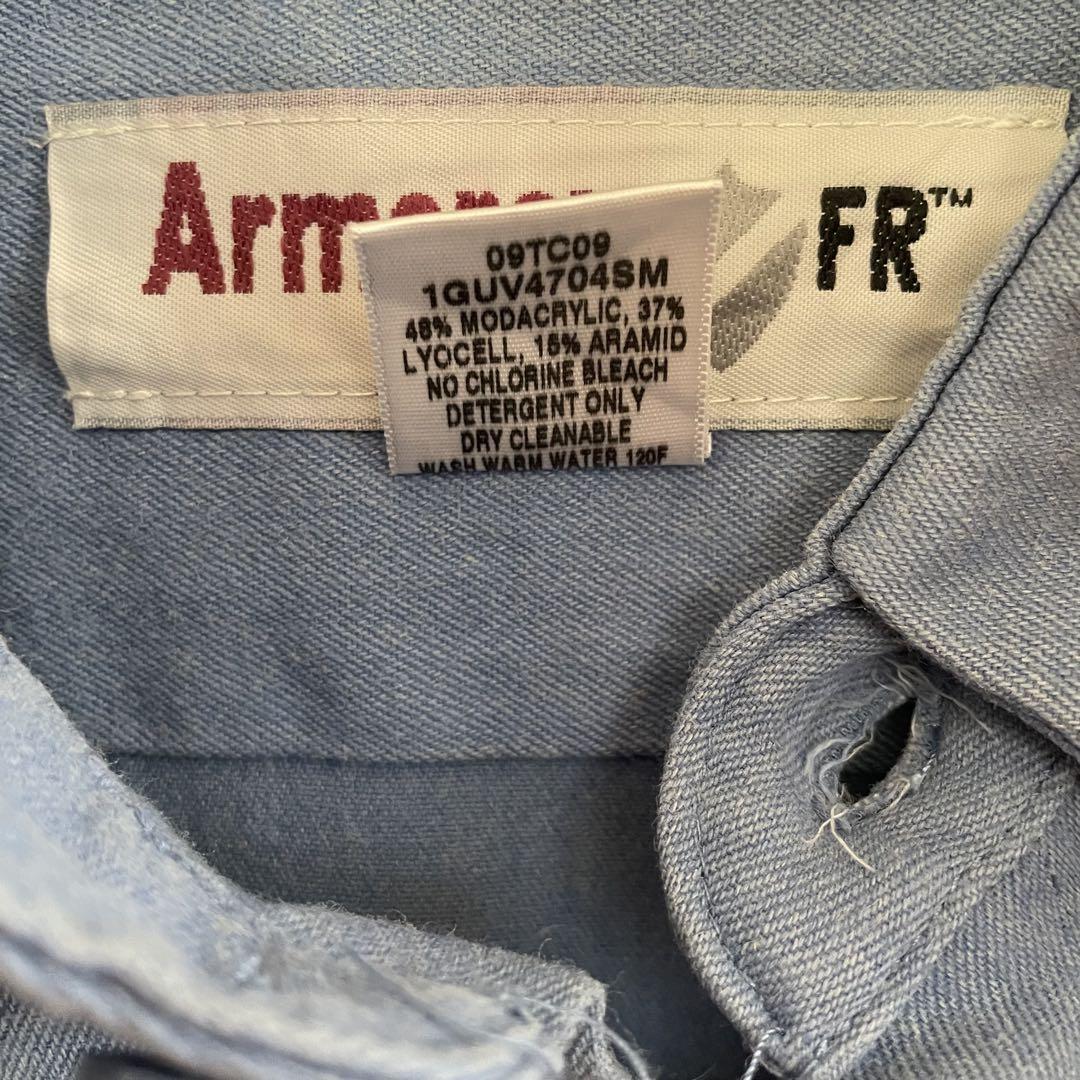 FR™
09TC09
1GUV4704SM
48% MODACRYLIC, 37%
LYOCELL, 15% ARAMID
NO CHLORINE BLEACH
DETERGENT ONLY
DRY CLEANABLE
WASH WARM WATER 120F